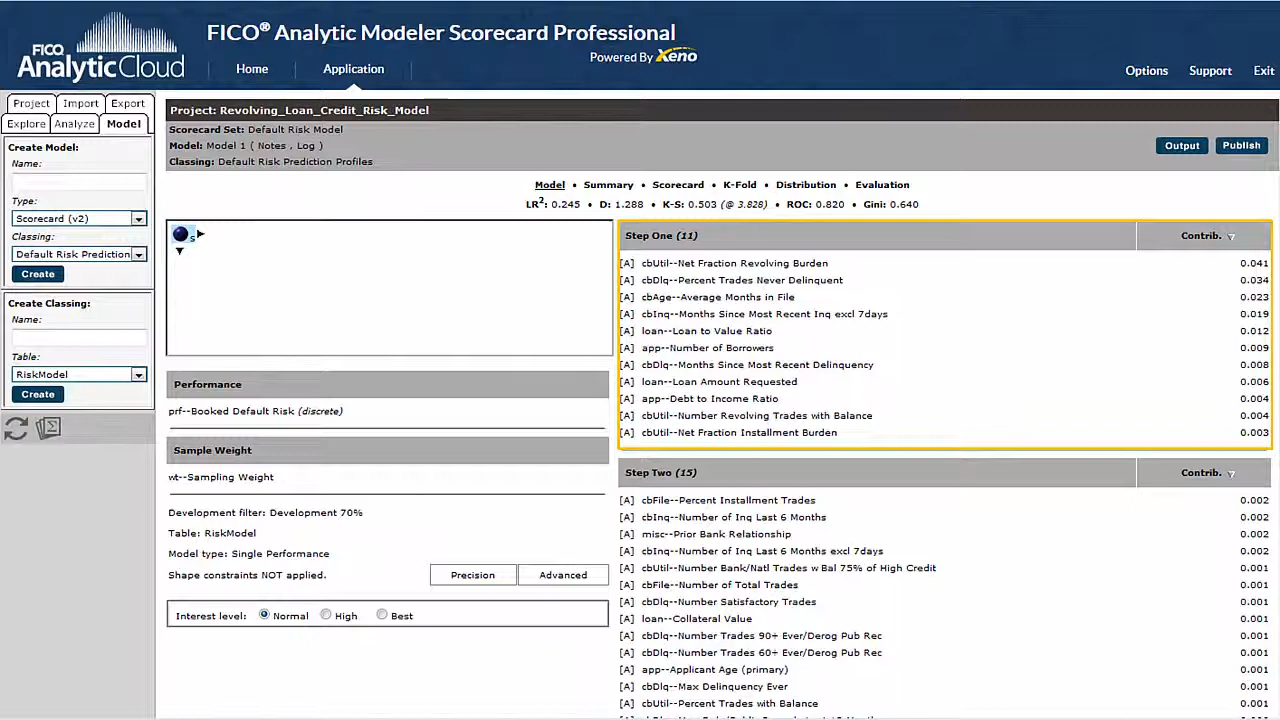 FICO® Analytic Modeler Scorecard Professional
Powered By Xeno
FICO
AnalyticCloud
Home
Application
Options
Support
Exit
Project
Import
Export
Explore
Analyze
Model
Create Model:
Name:
Type:
Scorecard (v2)
Classing:
Default Risk Prediction
Create
Create Classing:
Name:
Table:
RiskModel
Create
Project: Revolving_Loan_Credit_Risk_Model
Scorecard Set: Default Risk Model
Model: Model 1 ( Notes , Log )
Classing: Default Risk Prediction Profiles
Output
Publish
Model • Summary • Scorecard • K-Fold • Distribution • Evaluation
LR²: 0.245 • D: 1.288 • K-S: 0.503 (@ 3.828) • ROC: 0.820 • Gini: 0.640
S
Performance
prf--Booked Default Risk (discrete)
Sample Weight
wt--Sampling Weight
Development filter: Development 70%
Table: RiskModel
Model type: Single Performance
Shape constraints NOT applied.
Precision
Advanced
Interest level: Normal High Best
Step One (11) Contrib.
[A] cbUtil--Net Fraction Revolving Burden 0.041
[A] cbDlq--Percent Trades Never Delinquent 0.034
[A] cbAge--Average Months in File 0.023
[A] cbInq--Months Since Most Recent Inq excl 7days 0.019
[A] loan--Loan to Value Ratio 0.012
[A] app--Number of Borrowers 0.009
[A] cbDlq--Months Since Most Recent Delinquency 0.008
[A] loan--Loan Amount Requested 0.006
[A] app--Debt to Income Ratio 0.004
[A] cbUtil--Number Revolving Trades with Balance 0.004
[A] cbUtil--Net Fraction Installment Burden 0.003
Step Two (15) Contrib.
[A] cbFile--Percent Installment Trades 0.002
[A] cbInq--Number of Inq Last 6 Months 0.002
[A] misc--Prior Bank Relationship 0.002
[A] cbInq--Number of Inq Last 6 Months excl 7days 0.002
[A] cbUtil--Number Bank/Natl Trades w Bal 75% of High Credit 0.001
[A] cbFile--Number of Total Trades 0.001
[A] cbDlq--Number Satisfactory Trades 0.001
[A] loan--Collateral Value 0.001
[A] cbDlq--Number Trades 90+ Ever/Derog Pub Rec 0.001
[A] cbDlq--Number Trades 60+ Ever/Derog Pub Rec 0.001
[A] app--Applicant Age (primary) 0.001
[A] cbDlq--Max Delinquency Ever 0.001
[A] cbUtil--Percent Trades with Balance 0.001